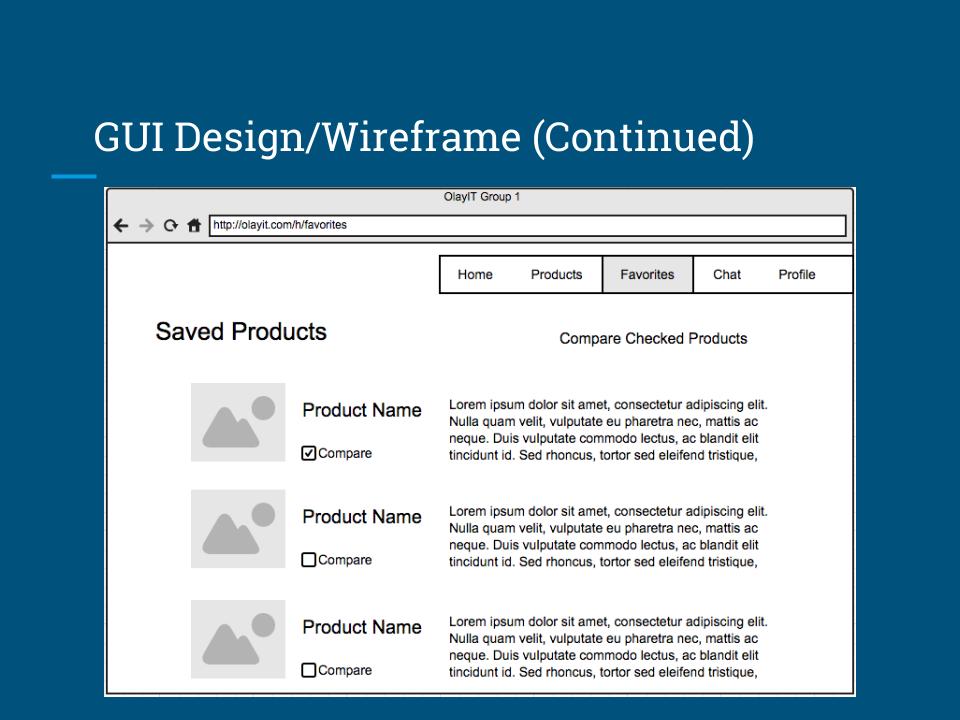 GUI Design/Wireframe (Continued)
OlayIT Group 1
http://olayit.com/h/favorites
Home Products Favorites Chat Profile
Saved Products
Compare Checked Products
Product Name
Compare
Lorem ipsum dolor sit amet, consectetur adipiscing elit.
Nulla quam velit, vulputate eu pharetra nec, mattis ac
neque. Duis vulputate commodo lectus, ac blandit elit
tincidunt id. Sed rhoncus, tortor sed eleifend tristique,
Product Name
Compare
Lorem ipsum dolor sit amet, consectetur adipiscing elit.
Nulla quam velit, vulputate eu pharetra nec, mattis ac
neque. Duis vulputate commodo lectus, ac blandit elit
tincidunt id. Sed rhoncus, tortor sed eleifend tristique,
Product Name
Compare
Lorem ipsum dolor sit amet, consectetur adipiscing elit.
Nulla quam velit, vulputate eu pharetra nec, mattis ac
neque. Duis vulputate commodo lectus, ac blandit elit
tincidunt id. Sed rhoncus, tortor sed eleifend tristique,